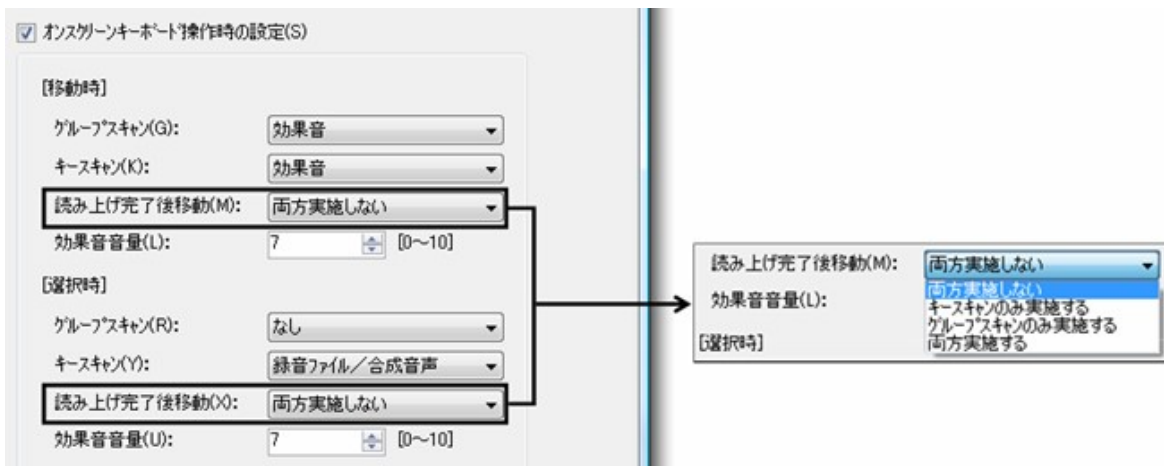 オンスクリーンキーボード操作時の設定(S)
[移動時]
グループスキャン(G): 効果音
キースキャン(K): 効果音
読み上げ完了後移動(M): 両方実施しない
効果音音量(L): 7 [0～10]
[選択時]
グループスキャン(R): なし
キースキャン(Y): 録音ファイル／合成音声
読み上げ完了後移動(X): 両方実施しない
効果音音量(U): 7 [0～10]
読み上げ完了後移動(M): 両方実施しない
効果音音量(L):
[選択時]
両方実施しない
キースキャンのみ実施する
グループスキャンのみ実施する
両方実施する